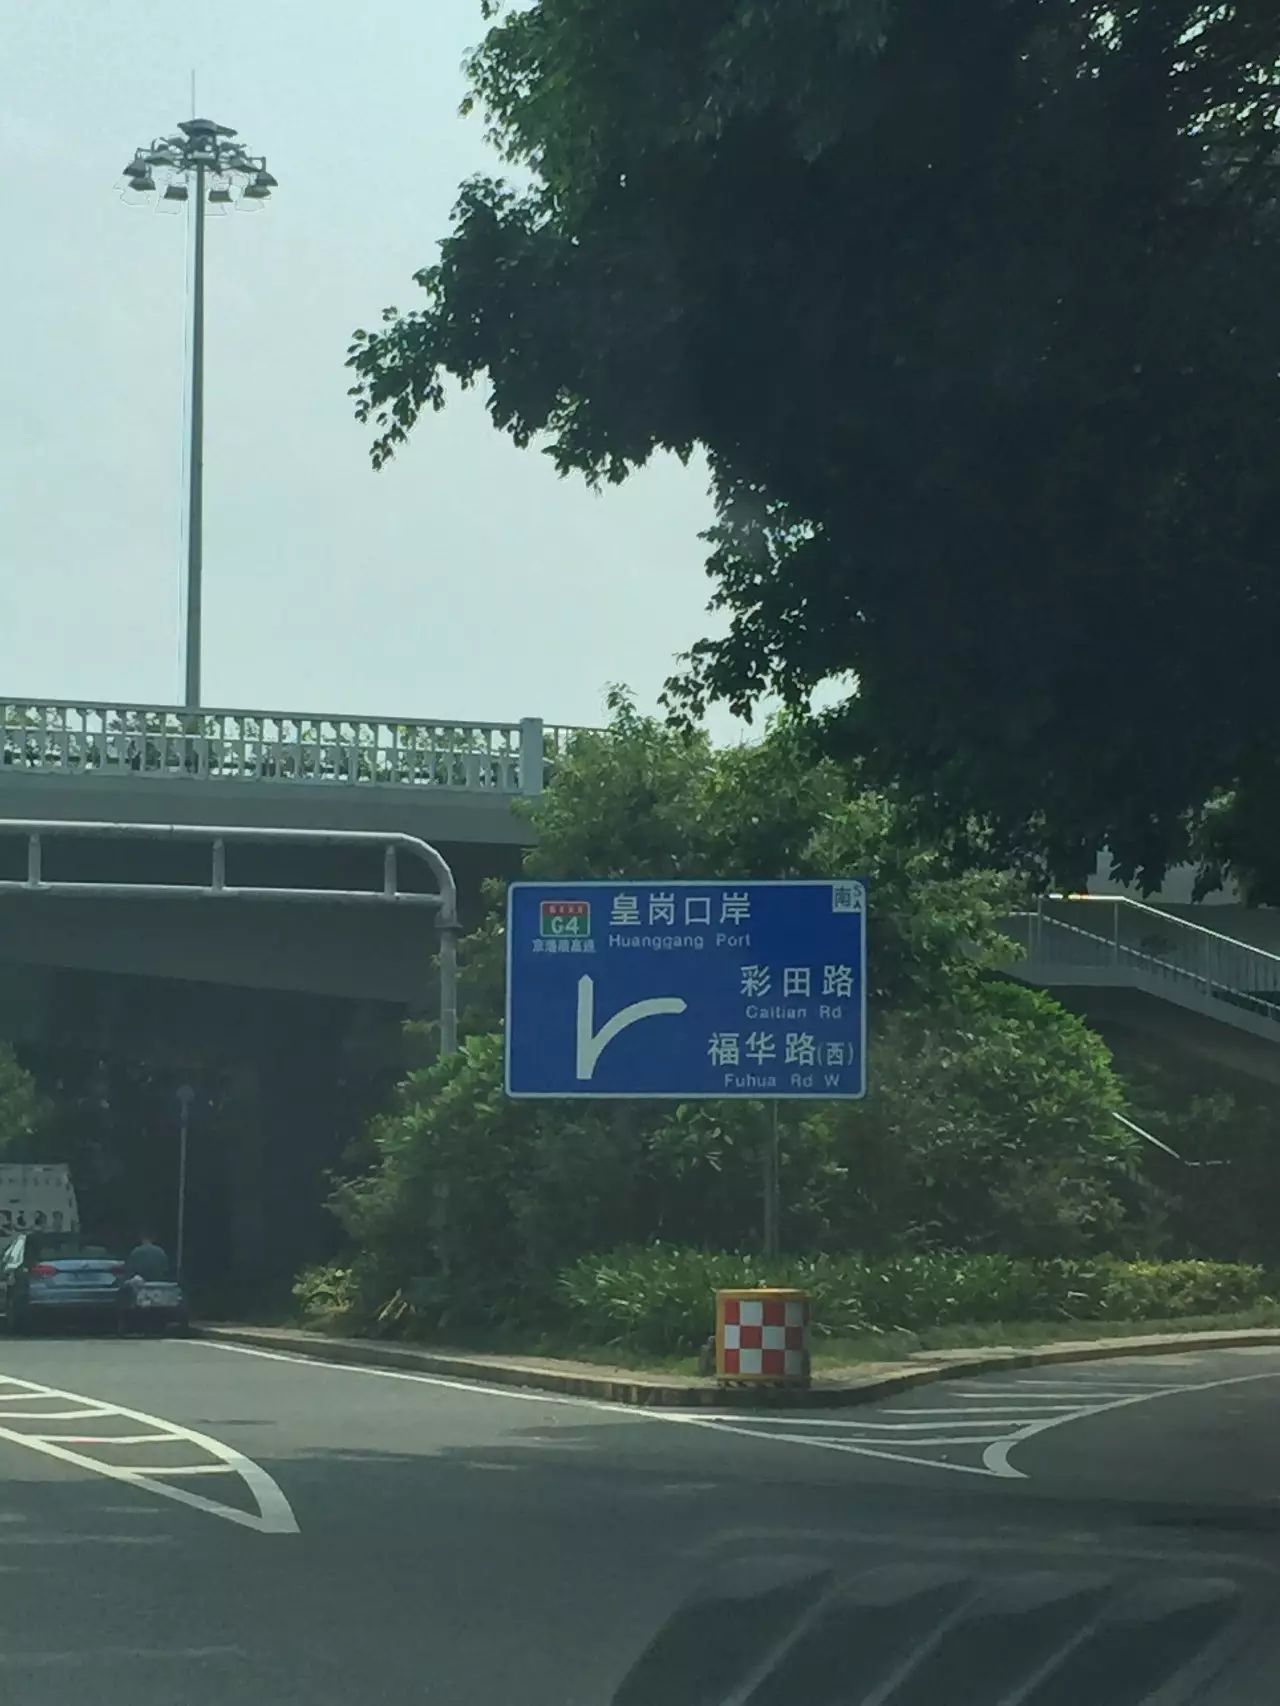 皇岗口岸
南
S
A
G4
Huanggang Port
京港澳高速
彩田路
Caitian Rd
福华路(西)
Fuhua Rd W